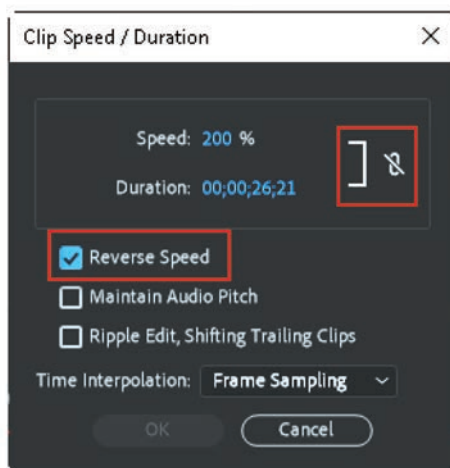 Clip Speed / Duration
Speed: 200 %
Duration: 00;00;26;21
Reverse Speed
Maintain Audio Pitch
Ripple Edit, Shifting Trailing Clips
Time Interpolation: Frame Sampling
OK Cancel